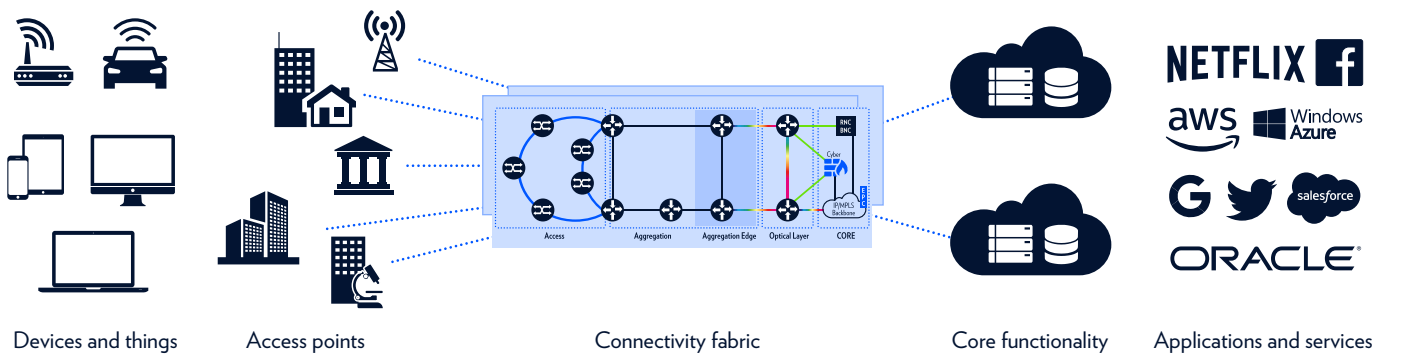 NETFLIX
f
aws
Windows
Azure
G
salesforce
ORACLE®
RNC
BNC
Cyber
IP/MPLS
Backbone
Access
Aggregation
Aggregation Edge
Optical Layer
CORE
Devices and things
Access points
Connectivity fabric
Core functionality
Applications and services